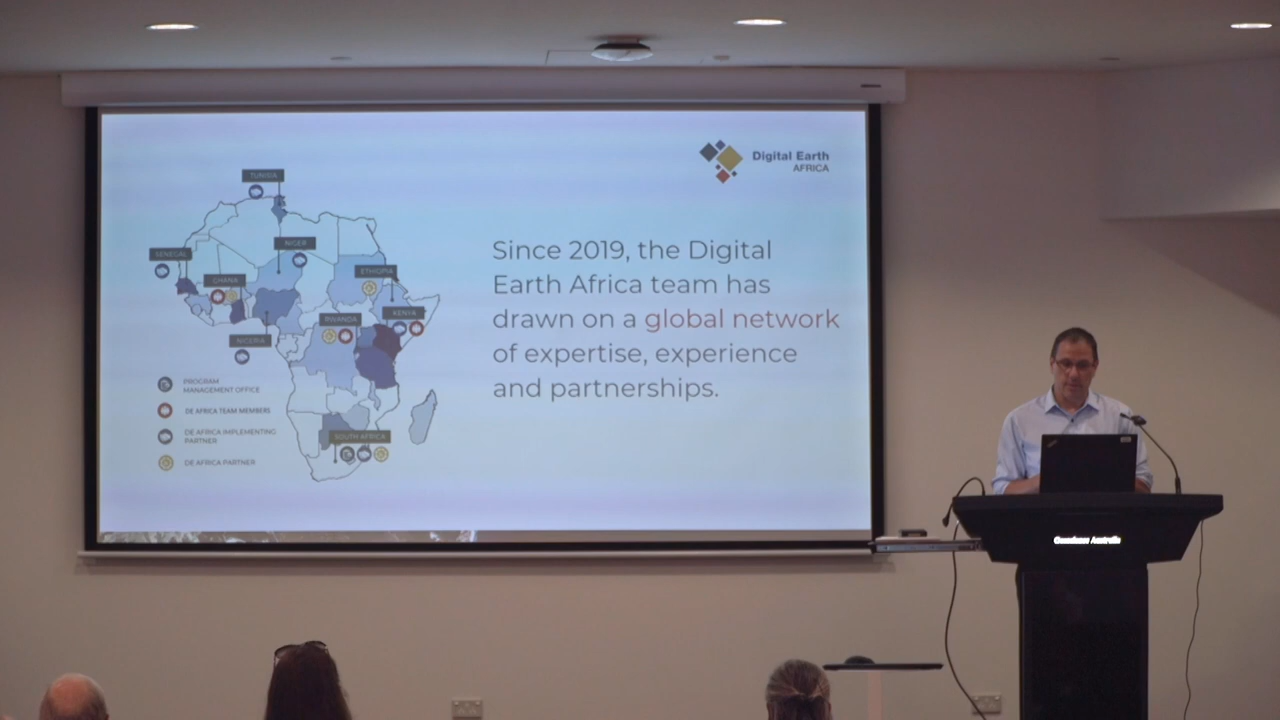 Digital Earth
AFRICA
Since 2019, the Digital
Earth Africa team has
drawn on a global network
of expertise, experience
and partnerships.
TUNISIA
NIGER
SENEGAL
GHANA
ETHIOPIA
RWANDA
KENYA
NIGERIA
PROGRAM
MANAGEMENT OFFICE
DE AFRICA TEAM MEMBERS
DE AFRICA IMPLEMENTING
PARTNER
DE AFRICA PARTNER
SOUTH AFRICA
Geoscience Australia